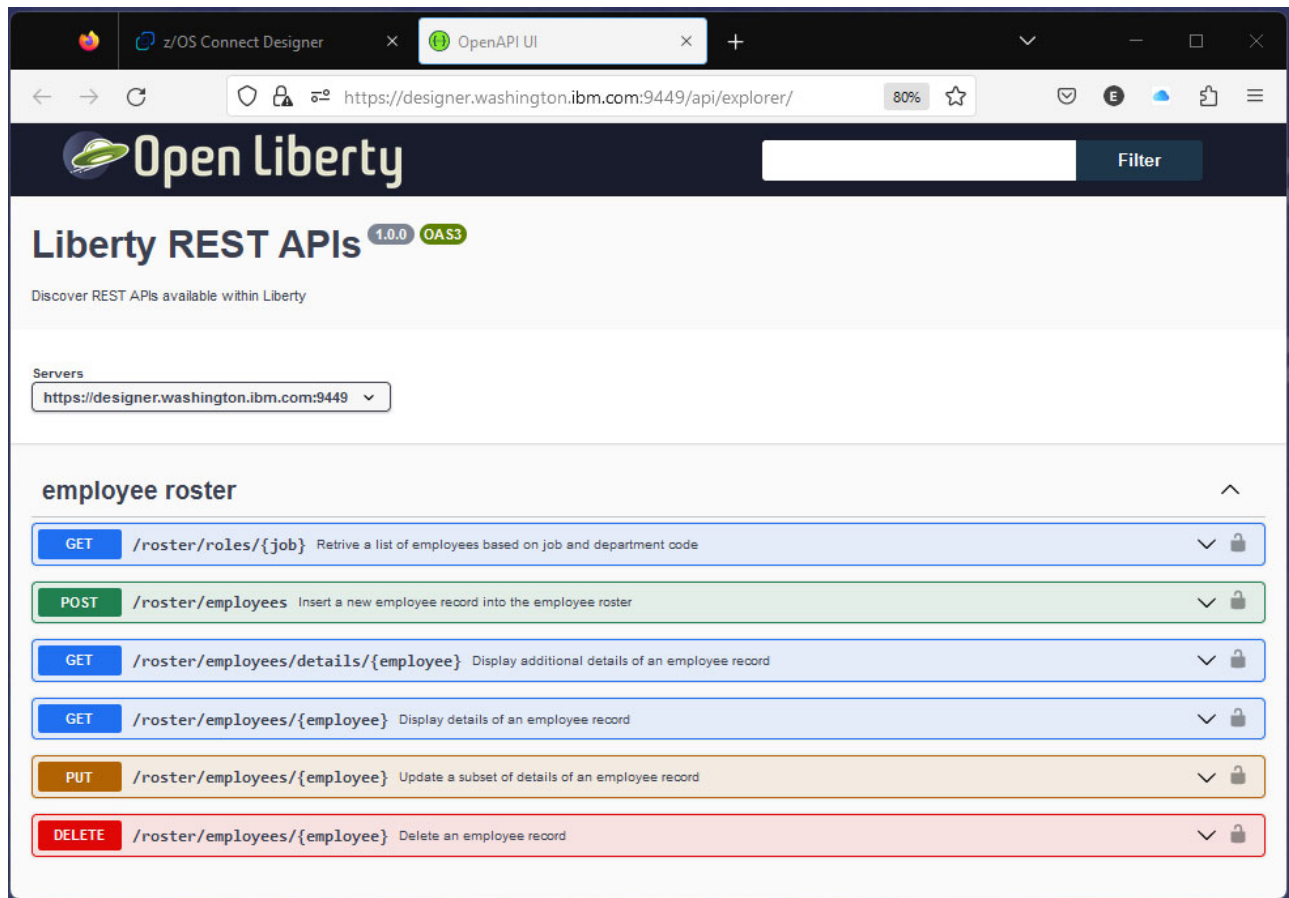 z/OS Connect Designer
OpenAPI UI
https://designer.washington.ibm.com:9449/api/explorer/
80%
E
Open Liberty
Filter
Liberty REST APIs 1.0.0 OAS3
Discover REST APIs available within Liberty
Servers
https://designer.washington.ibm.com:9449
employee roster
GET /roster/roles/{job} Retrive a list of employees based on job and department code
POST /roster/employees Insert a new employee record into the employee roster
GET /roster/employees/details/{employee} Display additional details of an employee record
GET /roster/employees/{employee} Display details of an employee record
PUT /roster/employees/{employee} Update a subset of details of an employee record
DELETE /roster/employees/{employee} Delete an employee record